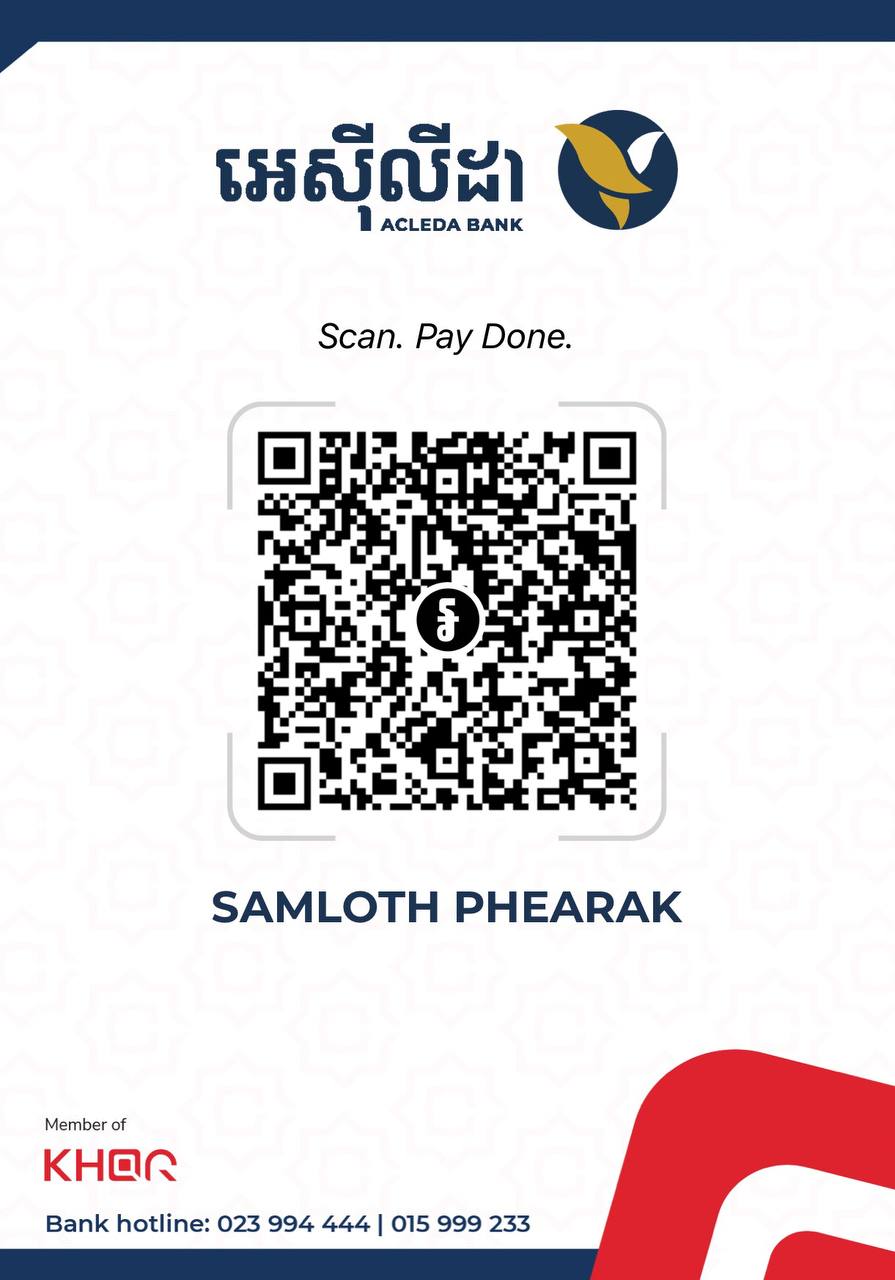 អេស៊ីលីដា
ACLEDA BANK
Scan. Pay Done.
SAMLOTH PHEARAK
Member of
KHQR
Bank hotline: 023 994 444 | 015 999 233